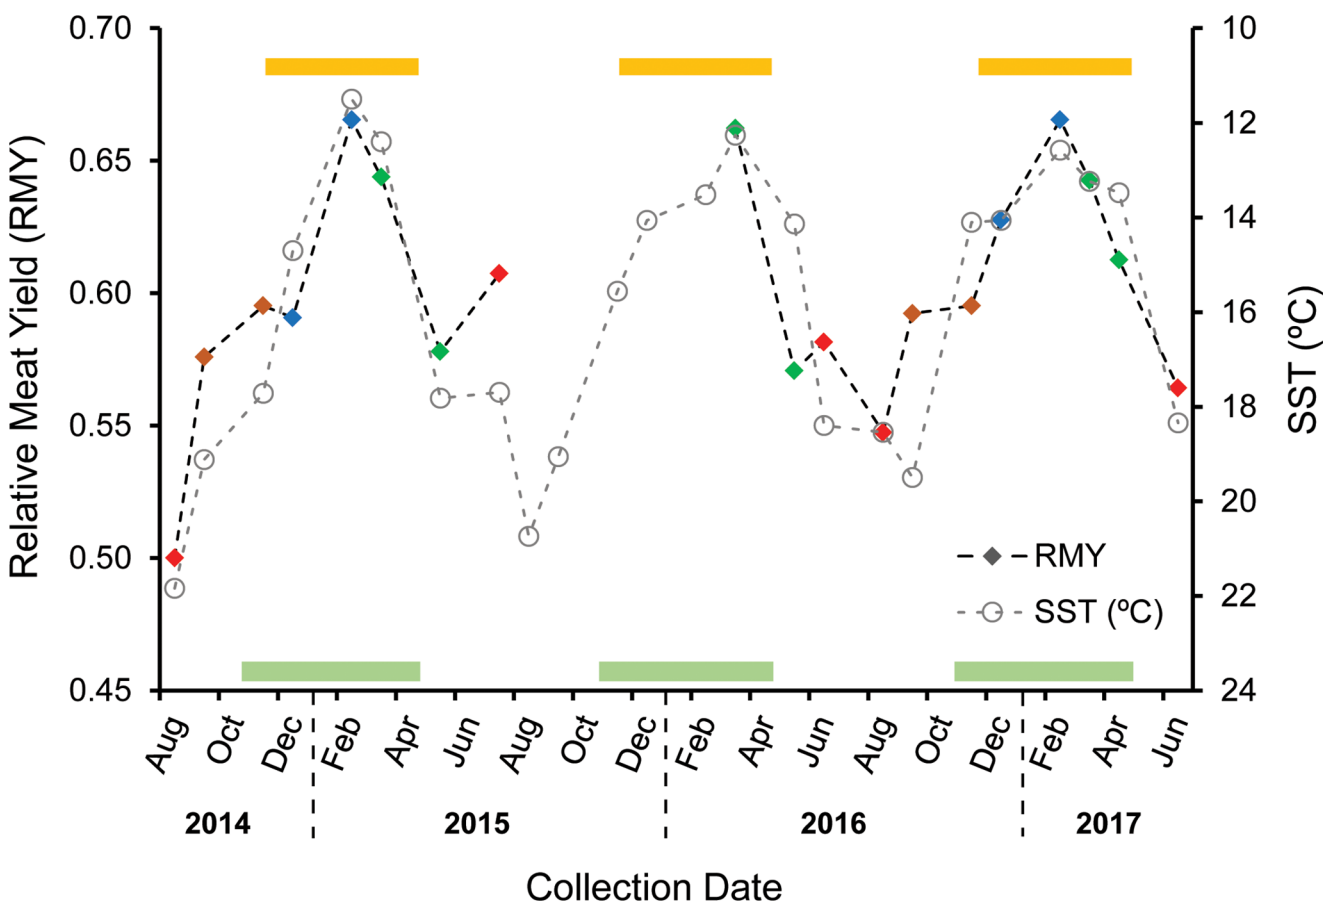 Relative Meat Yield (RMY)
0.70
0.65
0.60
0.55
0.50
0.45
10
12
14
16
18
20
22
24
SST (ºC)
RMY
SST (ºC)
Aug Oct Dec Feb Apr Jun Aug Oct Dec Feb Apr Jun Aug Oct Dec Feb Apr Jun
2014 2015 2016 2017
Collection Date